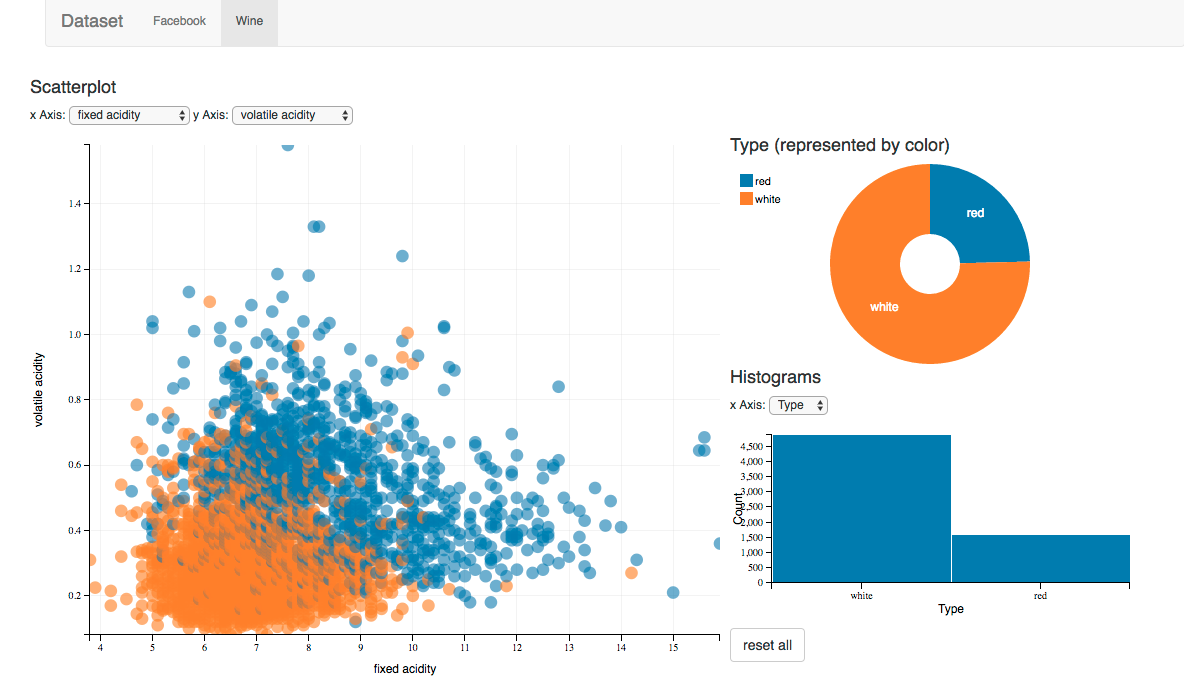 Dataset Facebook Wine
Scatterplot
x Axis: fixed acidity y Axis: volatile acidity
1.4
1.2
1.0
0.8
0.6
0.4
0.2
volatile acidity
4 5 6 7 8 9 10 11 12 13 14 15
fixed acidity
Type (represented by color)
red
white
red
white
Histograms
x Axis: Type
4,500
4,000
3,500
3,000
2,500
2,000
1,500
1,000
500
0
Count
white red
Type
reset all